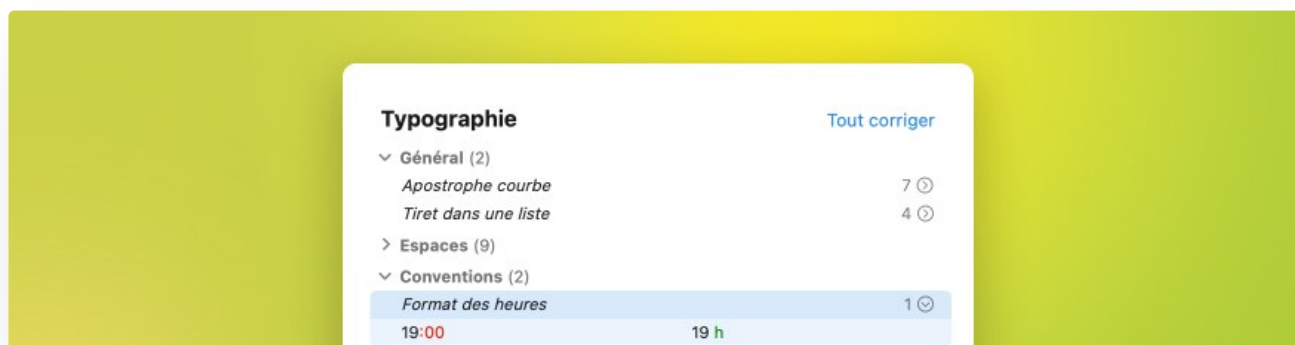 Typographie Tout corriger
Général (2)
Apostrophe courbe 7
Tiret dans une liste 4
Espaces (9)
Conventions (2)
Format des heures 1
19:00 19 h